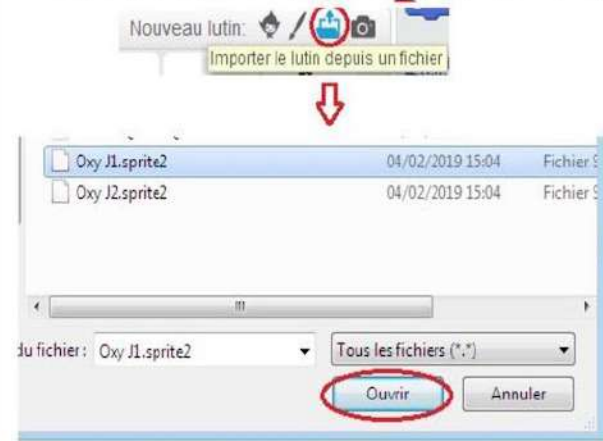 Nouveau lutin:
Importer le lutin depuis un fichier
Oxy J1.sprite2 04/02/2019 15:04 Fichier
Oxy J2.sprite2 04/02/2019 15:04 Fichier
du fichier : Oxy J1.sprite2 Tous les fichiers (*.*)
Ouvrir Annuler